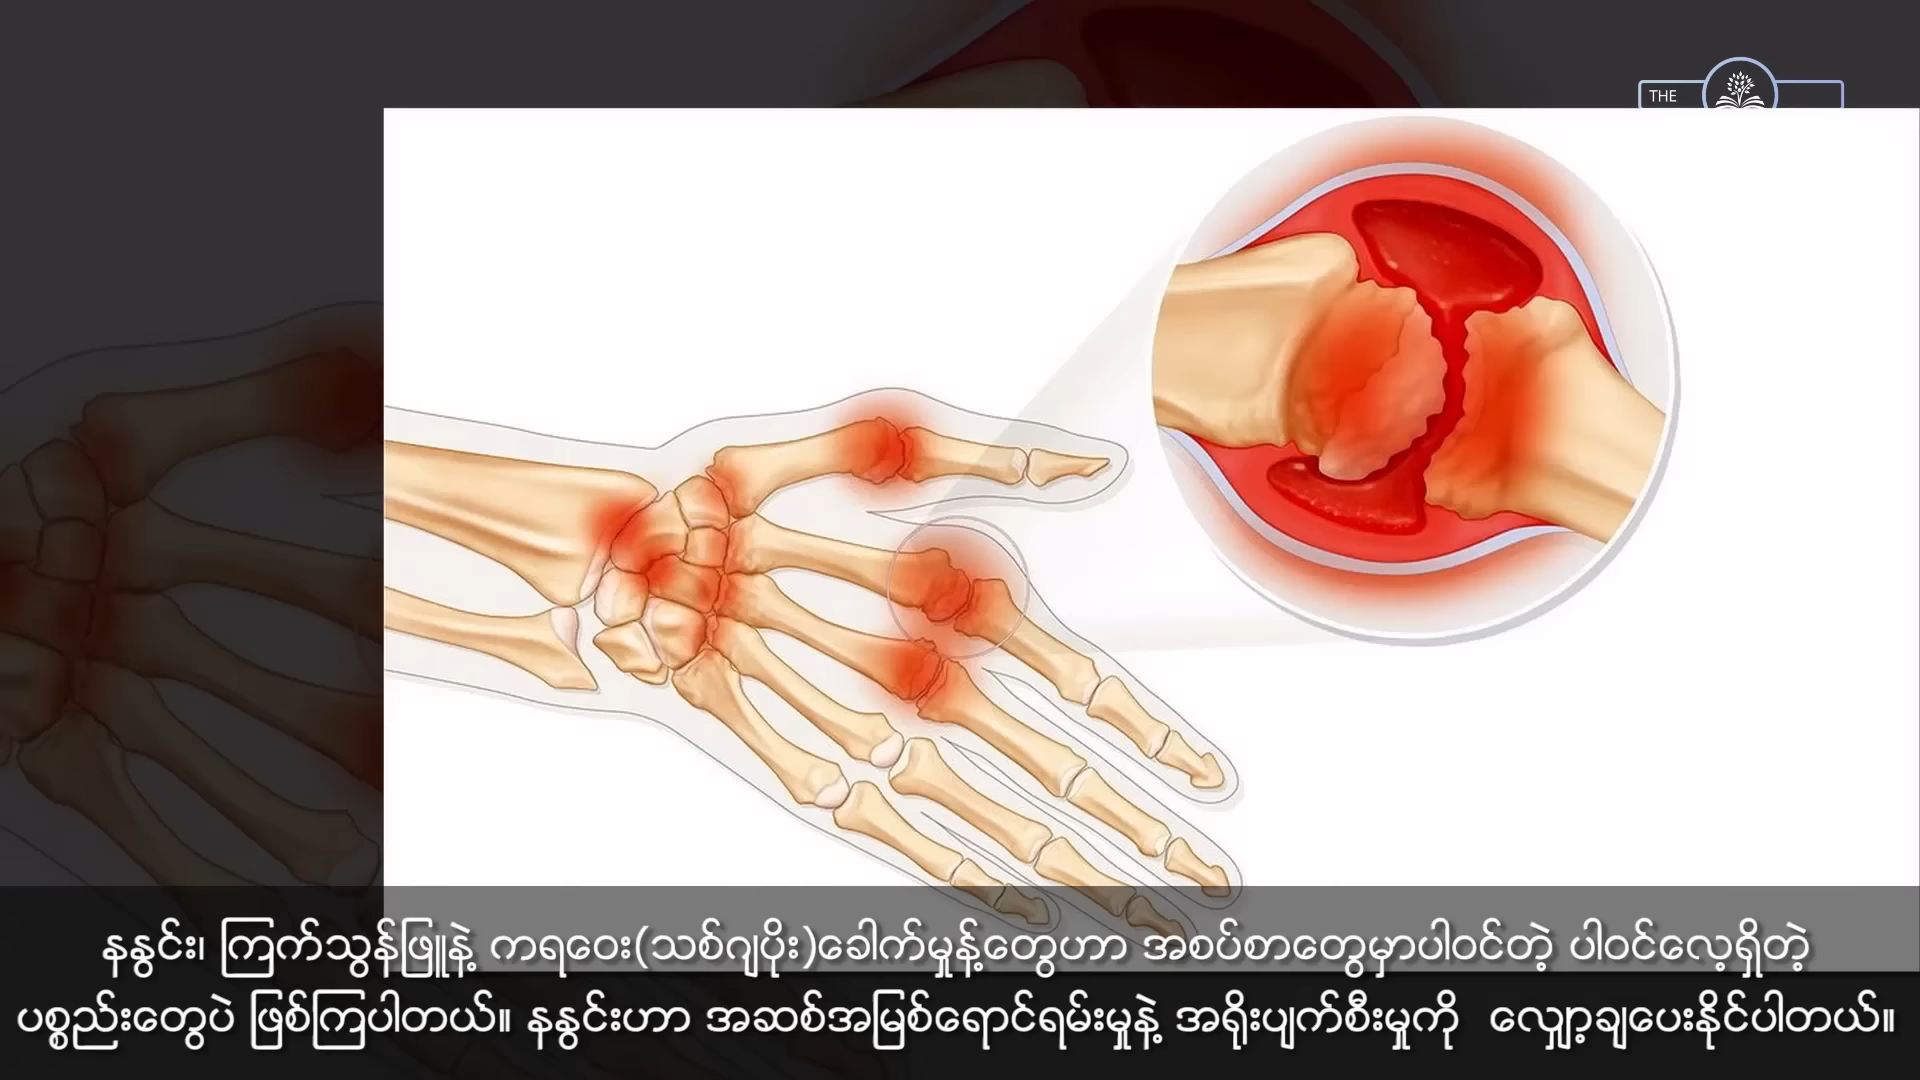 THE
နနွင်း၊ ကြက်သွန်ဖြူနဲ့ ကရဝေး(သစ်ဂျပိုး)ခေါက်မှုန့်တွေဟာ အစပ်စာတွေမှာပါဝင်တဲ့ ပါဝင်လေ့ရှိတဲ့
ပစ္စည်းတွေပဲ ဖြစ်ကြပါတယ်။ နနွင်းဟာ အဆစ်အမြစ်ရောင်ရမ်းမှုနဲ့ အရိုးပျက်စီးမှုကို လျှော့ချပေးနိုင်ပါတယ်။